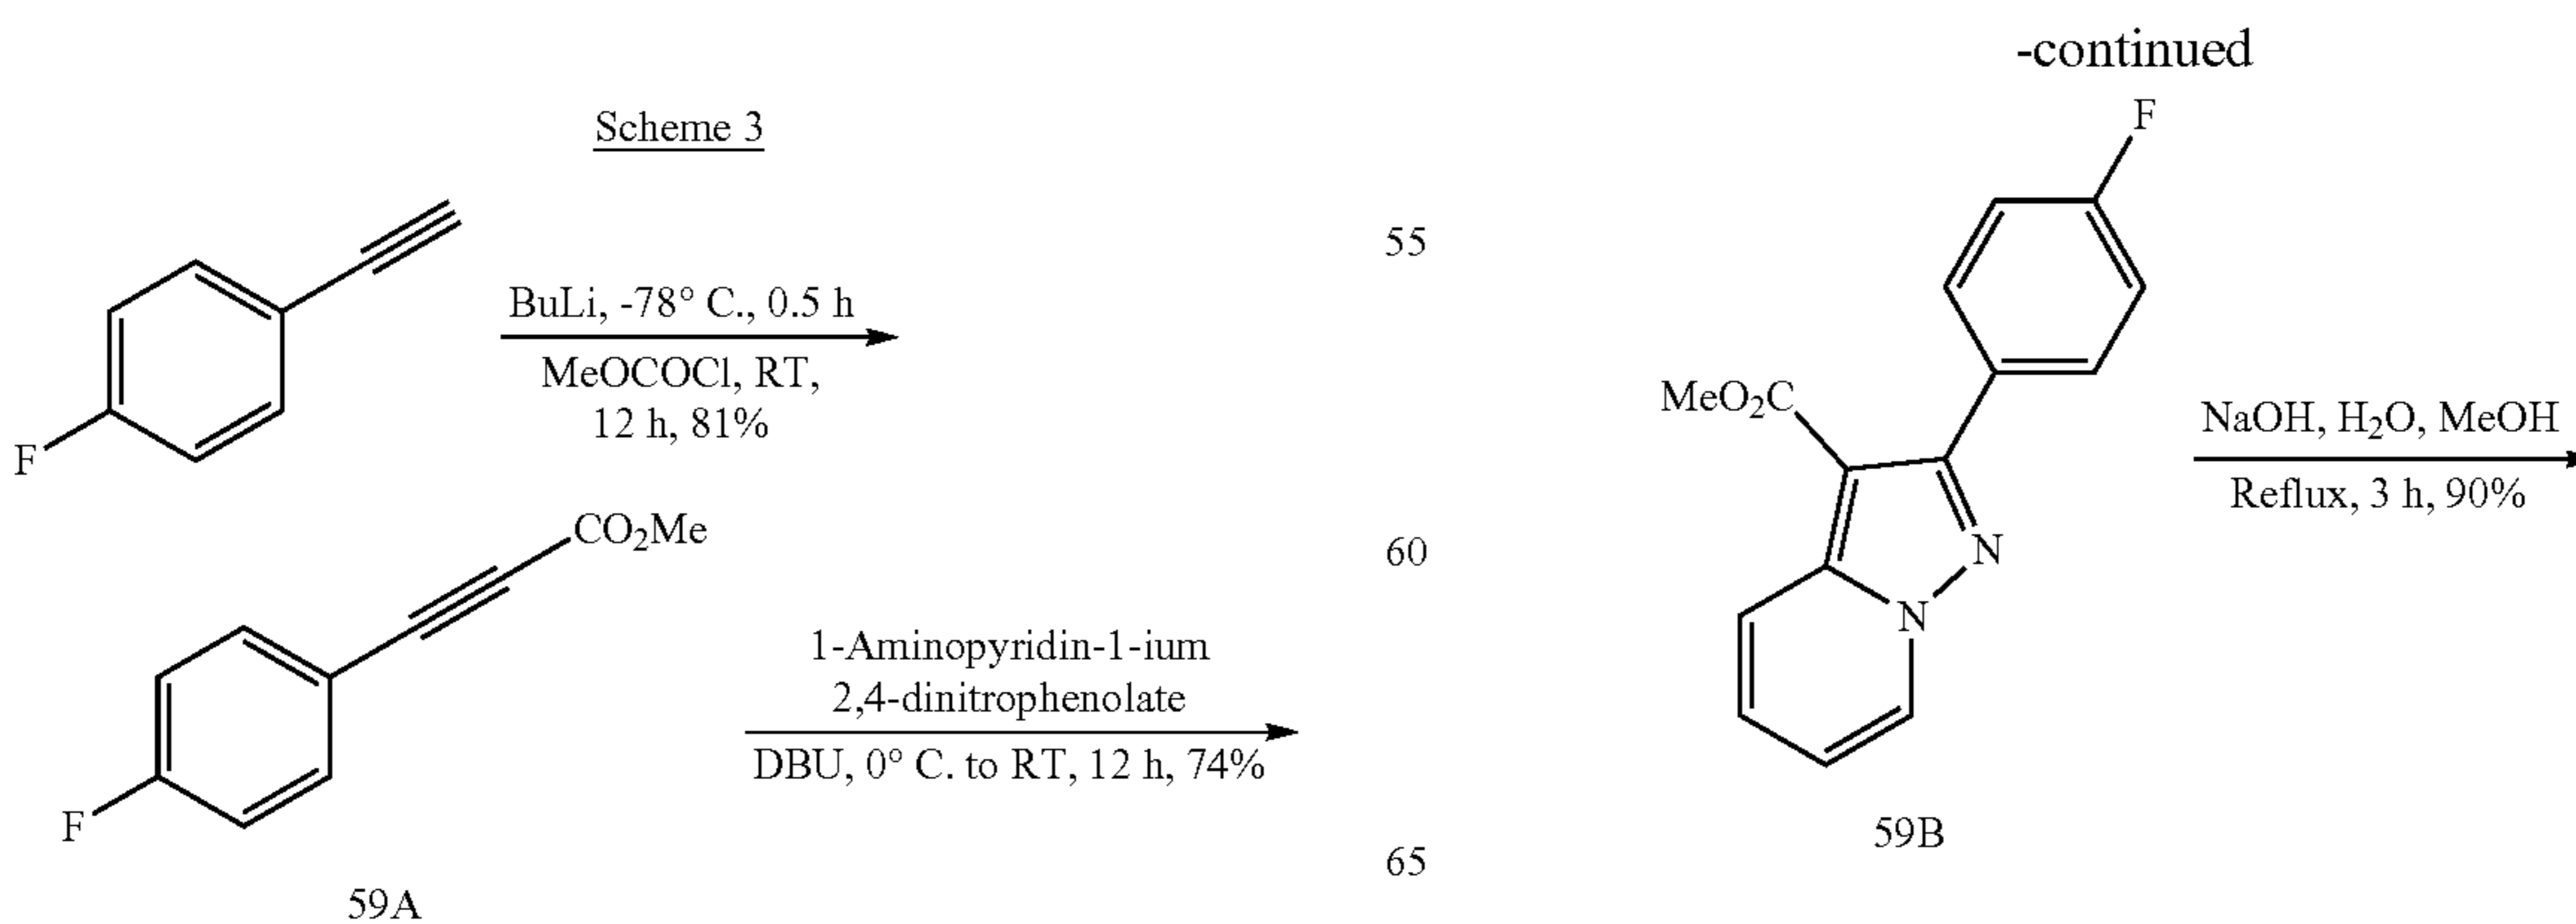 Scheme 3
BuLi, -78° C., 0.5 h
MeOCOCl, RT,
12 h, 81%
F
CO₂Me
1-Aminopyridin-1-ium
2,4-dinitrophenolate
DBU, 0° C. to RT, 12 h, 74%
F
59A
55
60
65
-continued
F
MeO₂C
N
N
59B
NaOH, H₂O, MeOH
Reflux, 3 h, 90%